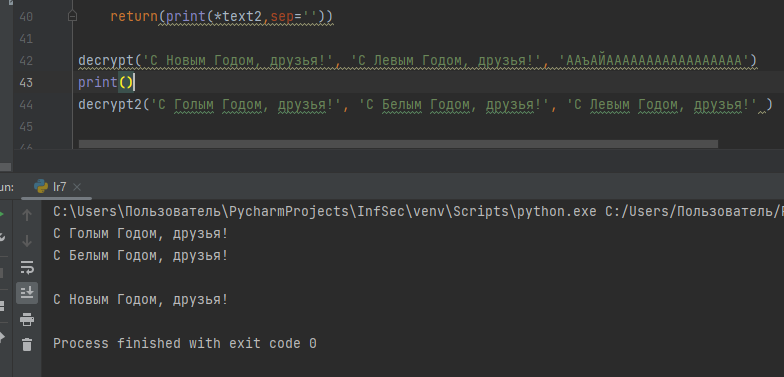 40 return(print(*text2,sep=''))
41
42 decrypt('С Новым Годом, друзья!', 'С Левым Годом, друзья!', 'ААъАЙААААААААААААААААА')
43 print()
44 decrypt2('С Голым Годом, друзья!', 'С Белым Годом, друзья!', 'С Левым Годом, друзья!' )
45
46
un: lr7 ×
C:\Users\Пользователь\PycharmProjects\InfSec\venv\Scripts\python.exe C:/Users/Пользователь/
С Голым Годом, друзья!
С Белым Годом, друзья!
С Новым Годом, друзья!
Process finished with exit code 0